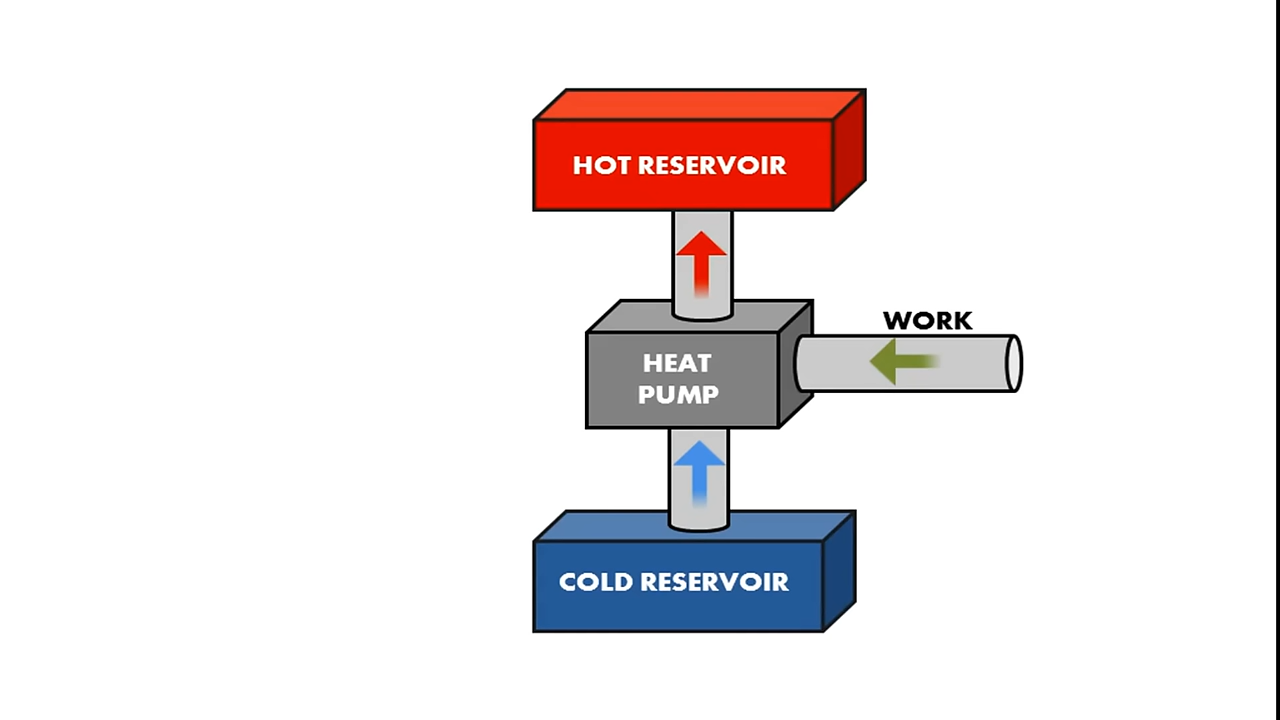 HOT RESERVOIR
WORK
HEAT
PUMP
COLD RESERVOIR